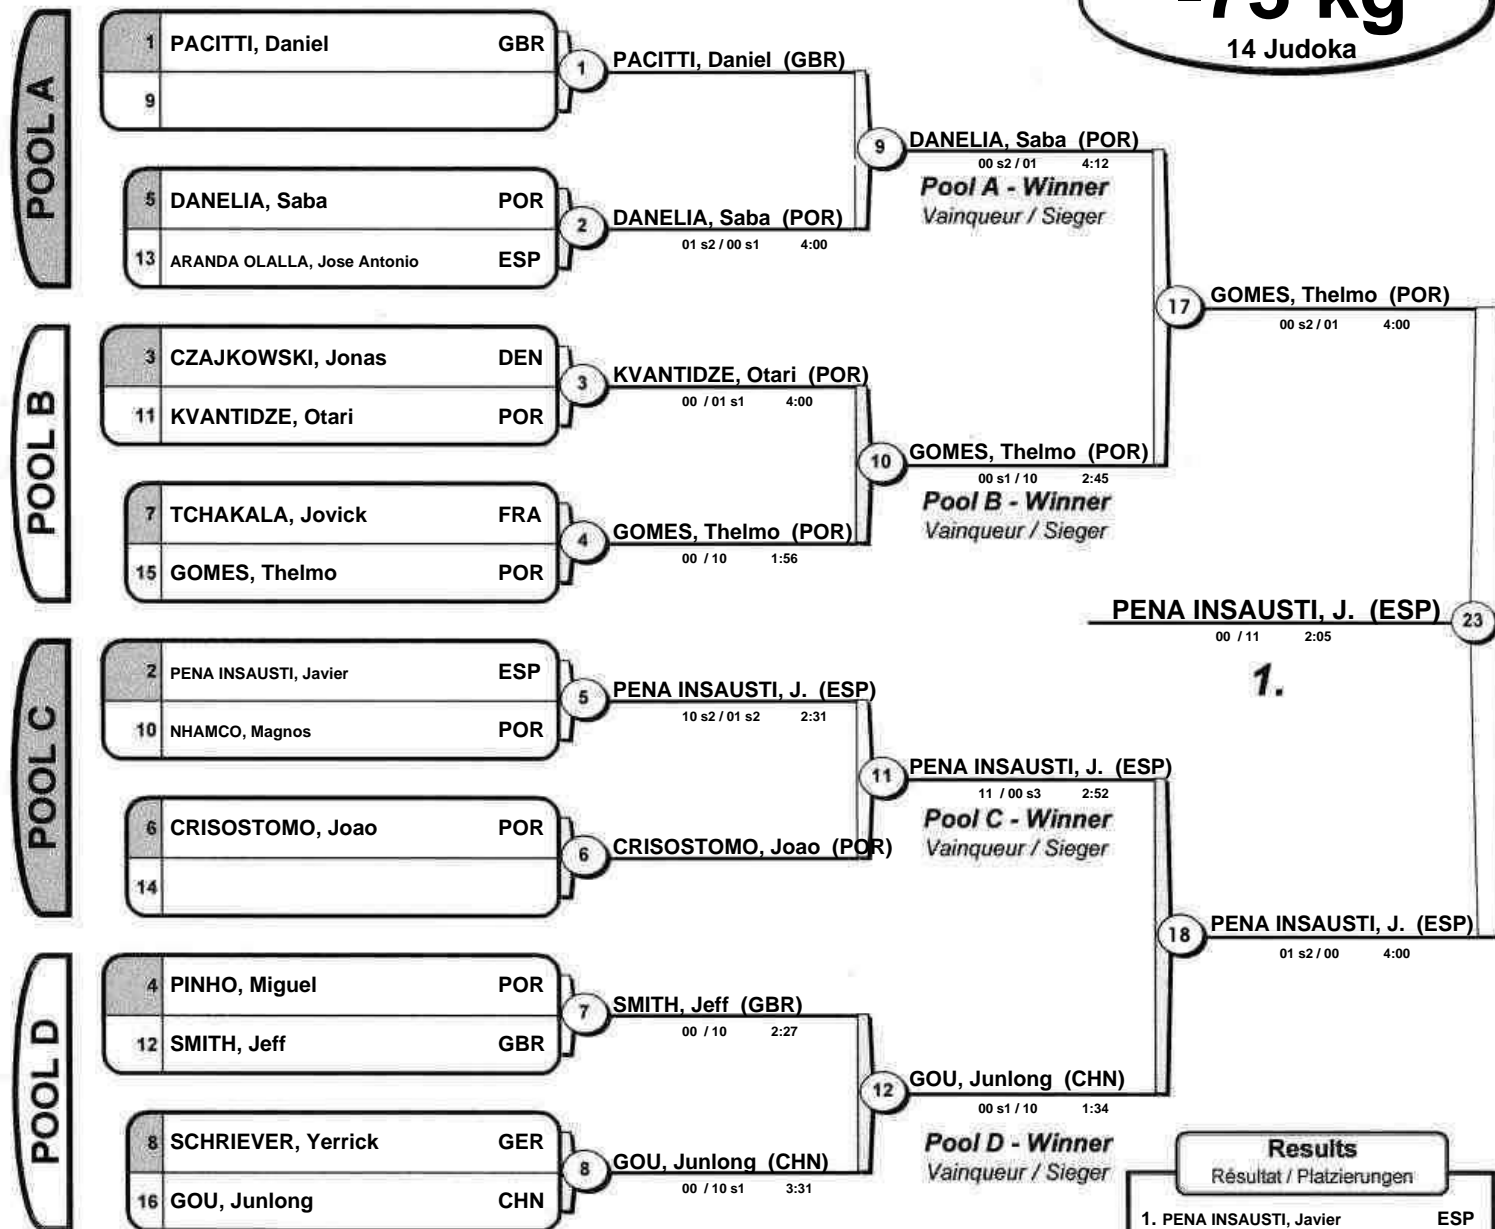 -73 kg
14 Judoka
POOL A
1 PACITTI, Daniel GBR
9
5 DANELIA, Saba POR
13 ARANDA OLALLA, Jose Antonio ESP
1 PACITTI, Daniel (GBR)
2 DANELIA, Saba (POR)
01 s2 / 00 s1 4:00
9 DANELIA, Saba (POR)
00 s2 / 01 4:12
Pool A - Winner
Vainqueur / Sieger
POOL B
3 CZAJKOWSKI, Jonas DEN
11 KVANTIDZE, Otari POR
7 TCHAKALA, Jovick FRA
15 GOMES, Thelmo POR
3 KVANTIDZE, Otari (POR)
00 / 01 s1 4:00
4 GOMES, Thelmo (POR)
00 / 10 1:56
10 GOMES, Thelmo (POR)
00 s1 / 10 2:45
Pool B - Winner
Vainqueur / Sieger
17 GOMES, Thelmo (POR)
00 s2 / 01 4:00
PENA INSAUSTI, J. (ESP) 23
00 / 11 2:05
1.
POOL C
2 PENA INSAUSTI, Javier ESP
10 NHAMCO, Magnos POR
6 CRISOSTOMO, Joao POR
14
5 PENA INSAUSTI, J. (ESP)
10 s2 / 01 s2 2:31
6 CRISOSTOMO, Joao (POR)
11 PENA INSAUSTI, J. (ESP)
11 / 00 s3 2:52
Pool C - Winner
Vainqueur / Sieger
18 PENA INSAUSTI, J. (ESP)
01 s2 / 00 4:00
POOL D
4 PINHO, Miguel POR
12 SMITH, Jeff GBR
8 SCHRIEVER, Yerrick GER
16 GOU, Junlong CHN
7 SMITH, Jeff (GBR)
00 / 10 2:27
8 GOU, Junlong (CHN)
00 / 10 s1 3:31
12 GOU, Junlong (CHN)
00 s1 / 10 1:34
Pool D - Winner
Vainqueur / Sieger
Results
Résultat / Platzierungen
1. PENA INSAUSTI, Javier ESP